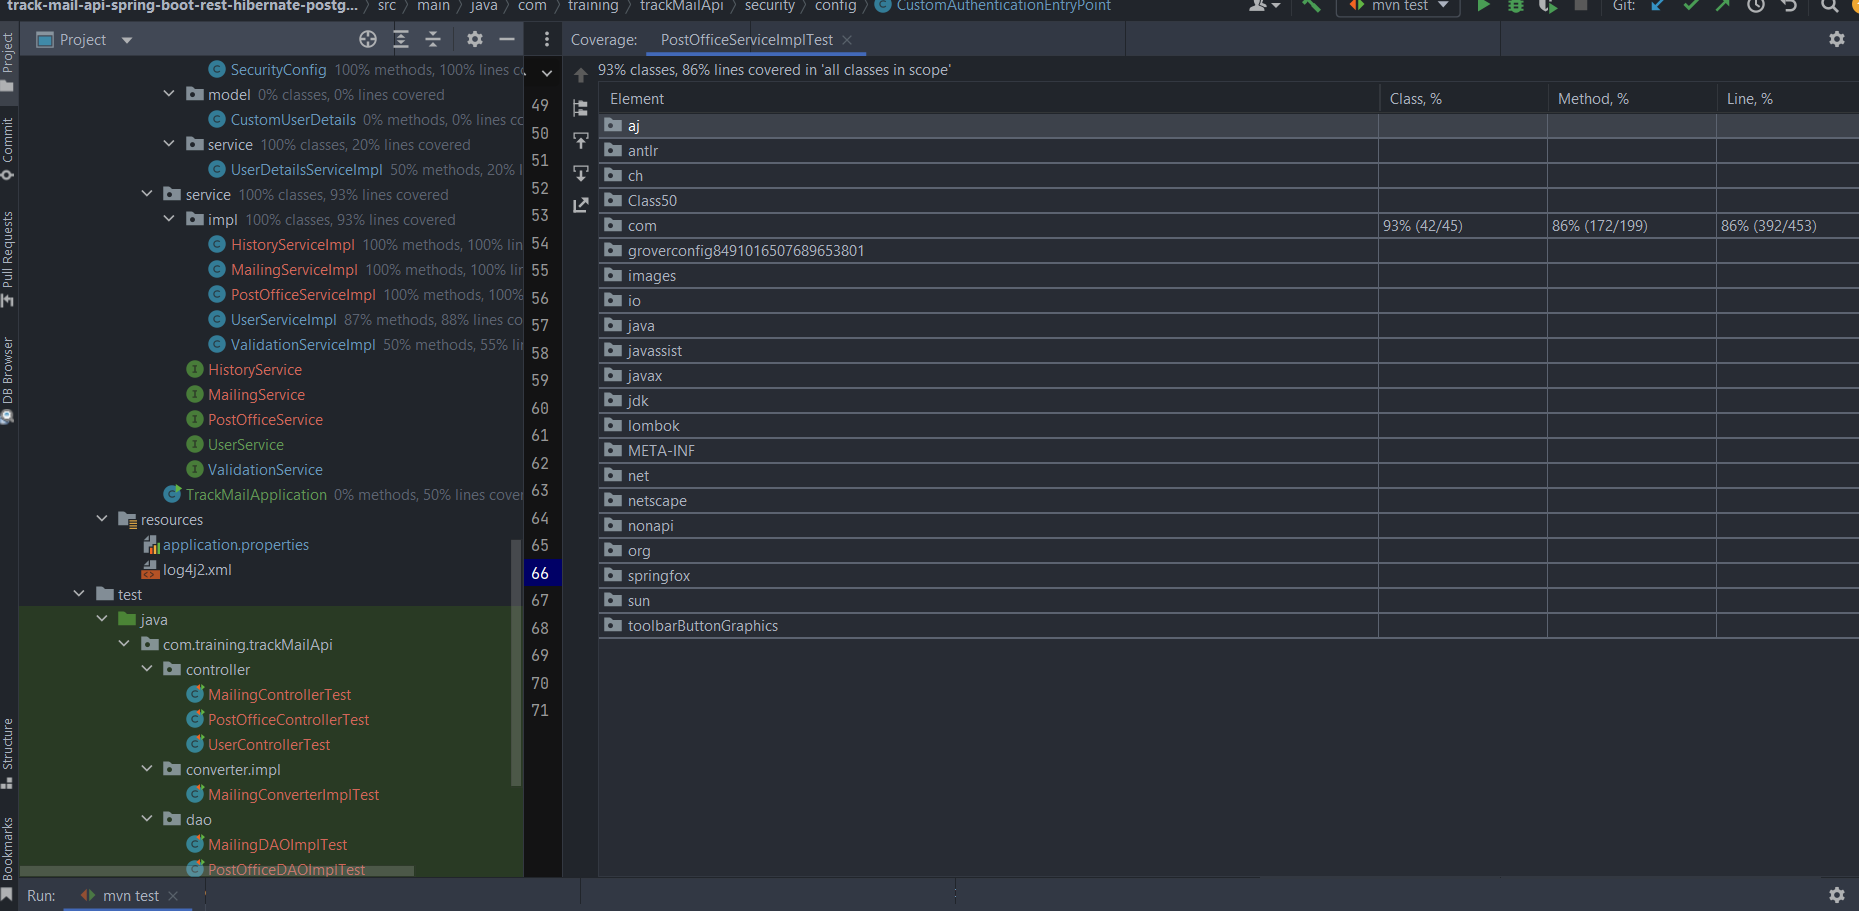 track-mail-api-spring-boot-rest-hibernate-postg... 〉 src 〉 main 〉 java 〉 com 〉 training 〉 trackMailApi 〉 security 〉 config 〉 CustomAuthenticationEntryPoint
mvn test
Git:
Project
Coverage: PostOfficeServiceImplTest
93% classes, 86% lines covered in 'all classes in scope'
Project
Commit
Pull Requests
DB Browser
Structure
Bookmarks
SecurityConfig 100% methods, 100% lines co
model 0% classes, 0% lines covered
CustomUserDetails 0% methods, 0% lines cc
service 100% classes, 20% lines covered
UserDetailsServiceImpl 50% methods, 20% l
service 100% classes, 93% lines covered
impl 100% classes, 93% lines covered
HistoryServiceImpl 100% methods, 100% lin
MailingServiceImpl 100% methods, 100% lir
PostOfficeServiceImpl 100% methods, 100%
UserServiceImpl 87% methods, 88% lines co
ValidationServiceImpl 50% methods, 55% lir
HistoryService
MailingService
PostOfficeService
UserService
ValidationService
TrackMailApplication 0% methods, 50% lines cover
resources
application.properties
log4j2.xml
test
java
com.training.trackMailApi
controller
MailingControllerTest
PostOfficeControllerTest
UserControllerTest
converter.impl
MailingConverterImplTest
dao
MailingDAOImplTest
PostOfficeDAOImplTest
49
50
51
52
53
54
55
56
57
58
59
60
61
62
63
64
65
66
67
68
69
70
71
Element Class, % Method, % Line, %
aj
antlr
ch
Class50
com 93% (42/45) 86% (172/199) 86% (392/453)
groverconfig8491016507689653801
images
io
java
javassist
javax
jdk
lombok
META-INF
net
netscape
nonapi
org
springfox
sun
toolbarButtonGraphics
Run: mvn test